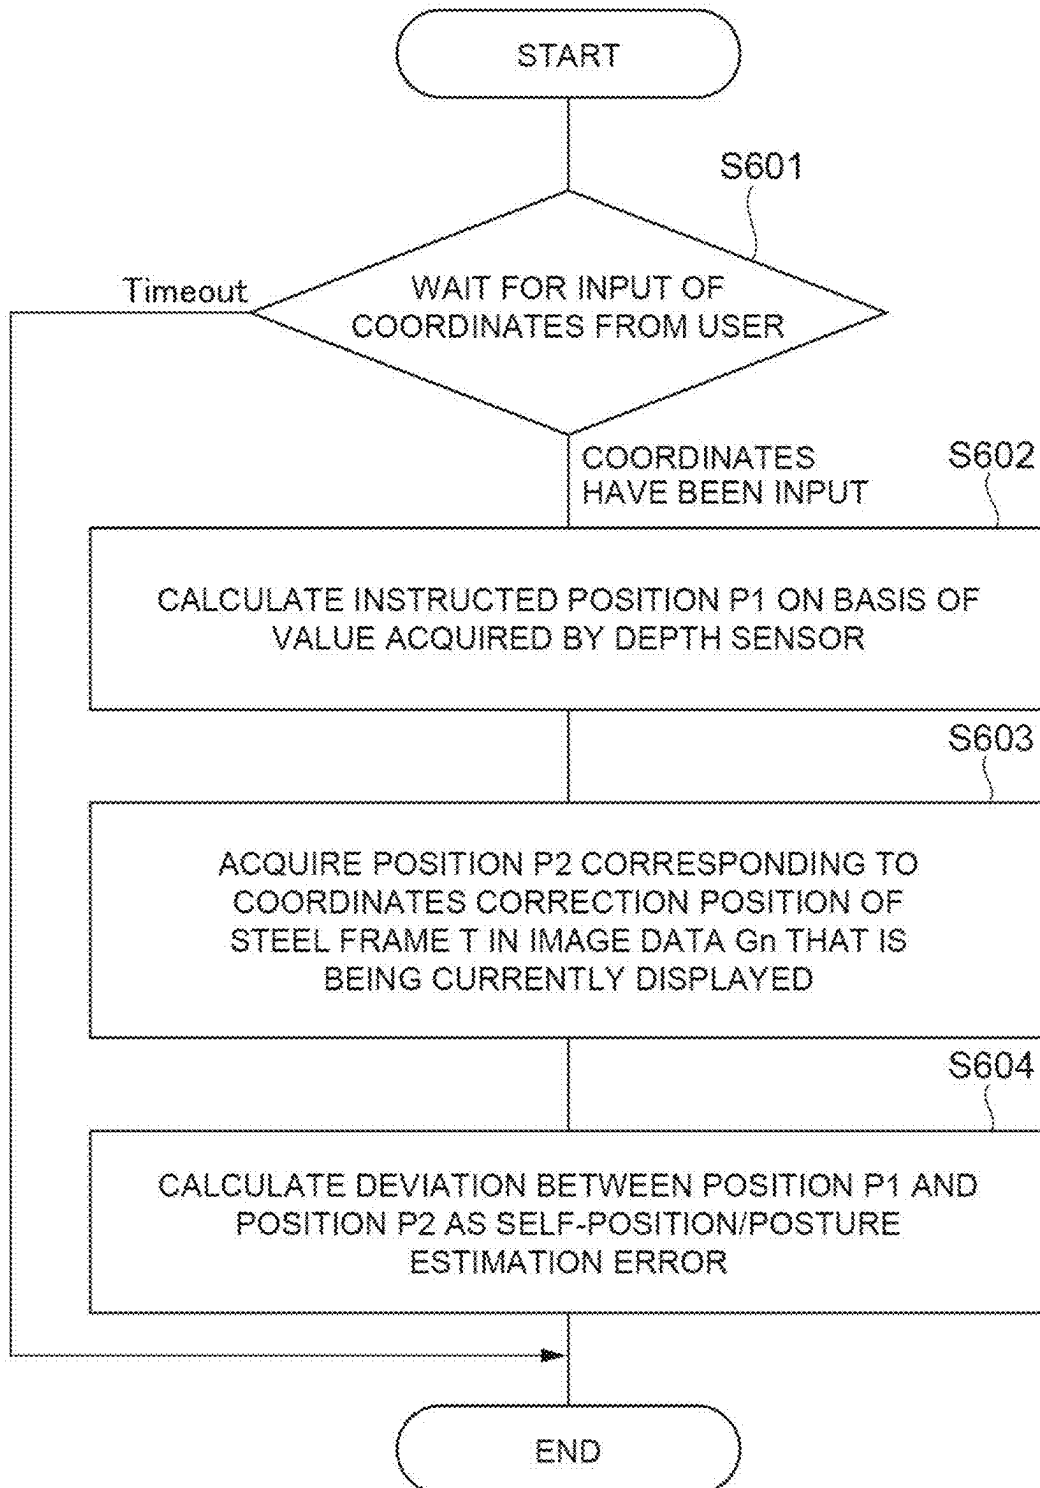 START
S601
Timeout
WAIT FOR INPUT OF
COORDINATES FROM USER
COORDINATES
HAVE BEEN INPUT
S602
CALCULATE INSTRUCTED POSITION P1 ON BASIS OF
VALUE ACQUIRED BY DEPTH SENSOR
S603
ACQUIRE POSITION P2 CORRESPONDING TO
COORDINATES CORRECTION POSITION OF
STEEL FRAME T IN IMAGE DATA Gn THAT IS
BEING CURRENTLY DISPLAYED
S604
CALCULATE DEVIATION BETWEEN POSITION P1 AND
POSITION P2 AS SELF-POSITION/POSTURE
ESTIMATION ERROR
END